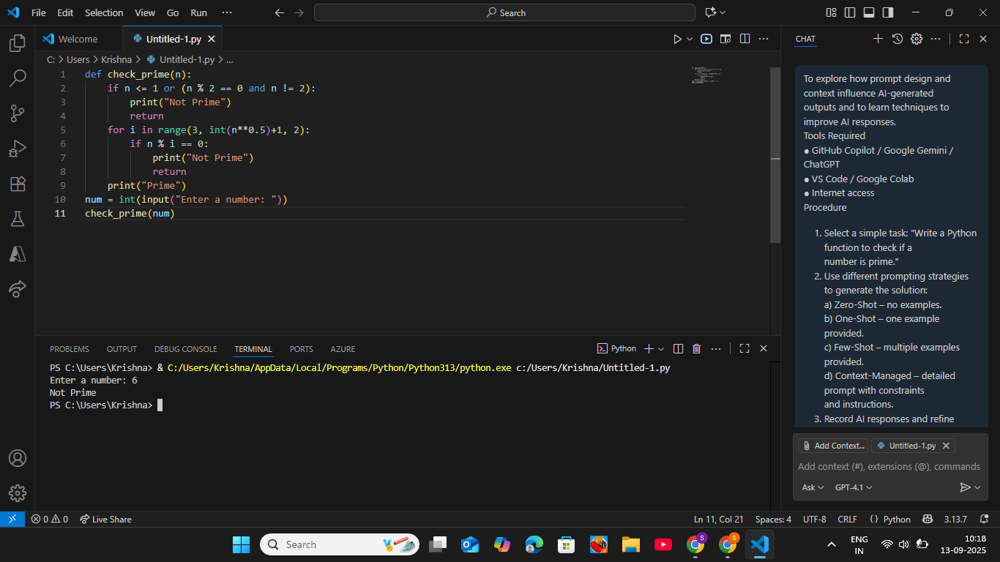 File Edit Selection View Go Run ···
Search
Welcome
Untitled-1.py
CHAT
C: > Users > Krishna > Untitled-1.py > ...
1 def check_prime(n):
2     if n <= 1 or (n % 2 == 0 and n != 2):
3         print("Not Prime")
4         return
5     for i in range(3, int(n**0.5)+1, 2):
6         if n % i == 0:
7             print("Not Prime")
8             return
9     print("Prime")
10 num = int(input("Enter a number: "))
11 check_prime(num)
To explore how prompt design and
context influence AI-generated
outputs and to learn techniques to
improve AI responses.
Tools Required
● GitHub Copilot / Google Gemini /
ChatGPT
● VS Code / Google Colab
● Internet access
Procedure
1. Select a simple task: "Write a Python
function to check if a
number is prime."
2. Use different prompting strategies
to generate the solution:
a) Zero-Shot – no examples.
b) One-Shot – one example
provided.
c) Few-Shot – multiple examples
provided.
d) Context-Managed – detailed
prompt with constraints
and instructions.
3. Record AI responses and refine
Add Context...
Untitled-1.py
Add context (#), extensions (@), commands
Ask
GPT-4.1
PROBLEMS OUTPUT DEBUG CONSOLE TERMINAL PORTS AZURE
Python
PS C:\Users\Krishna> & C:/Users/Krishna/AppData/Local/Programs/Python/Python313/python.exe c:/Users/Krishna/Untitled-1.py
Enter a number: 6
Not Prime
PS C:\Users\Krishna>
0 0 Live Share
Ln 11, Col 21 Spaces: 4 UTF-8 CRLF {} Python 3.13.7
Search
S
S
ENG
IN
10:18
13-09-2025